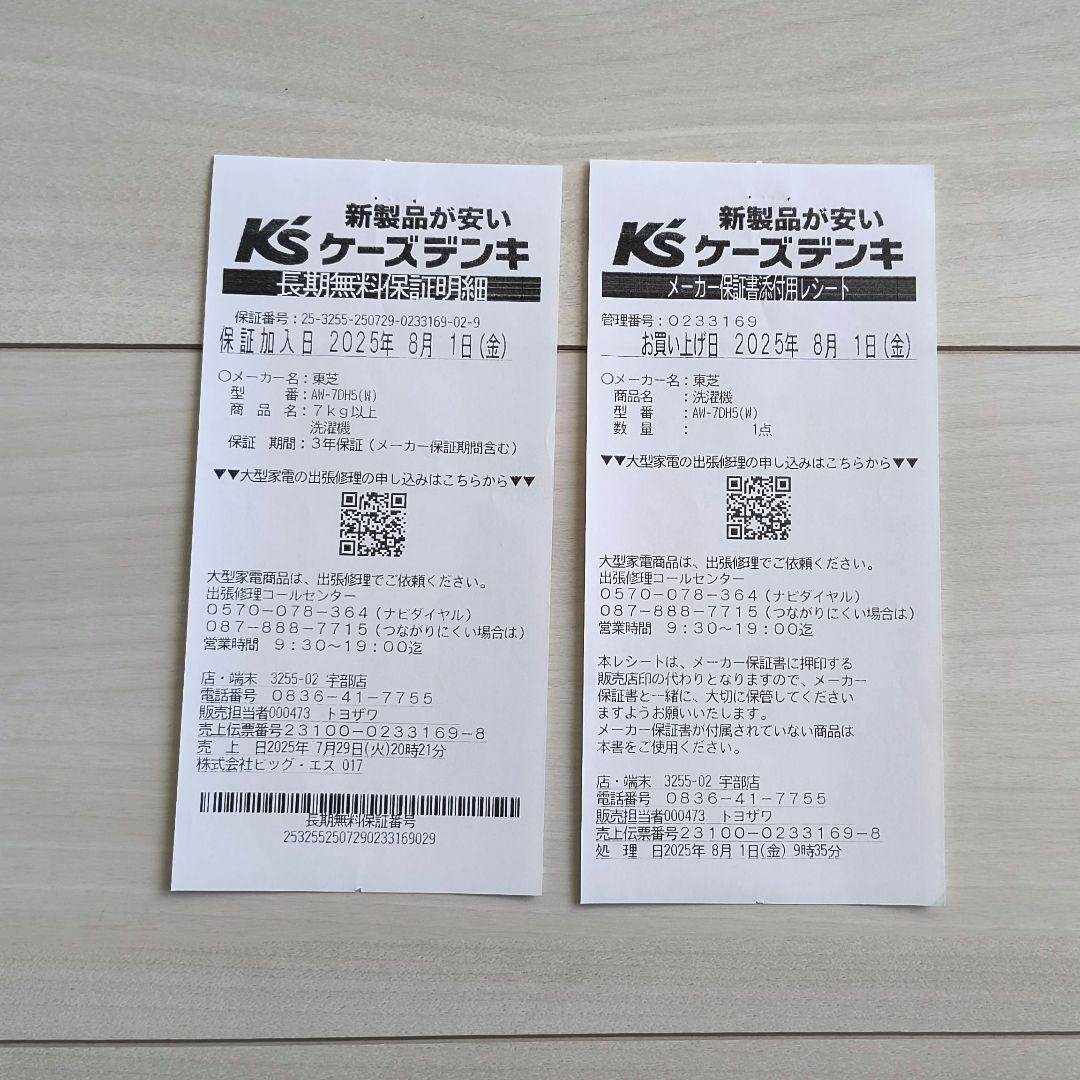 新製品が安い
K's ケーズデンキ
長期無料保証明細
保証番号：25-3255-250729-0233169-02-9
保証加入日 2025年 8月 1日(金)
○メーカー名：東芝
型　　番：AW-7DH5(W)
商　品　名：７ｋｇ以上
洗濯機
保証　期間：３年保証（メーカー保証期間含む）
▼▼大型家電の出張修理の申し込みはこちらから▼▼
大型家電商品は、出張修理でご依頼ください。
出張修理コールセンター
０５７０－０７８－３６４（ナビダイヤル）
０８７－８８８－７７１５（つながりにくい場合は）
営業時間　９：３０～１９：００迄
店・端末　3255-02 宇部店
電話番号　０８３６－４１－７７５５
販売担当者000473　トヨザワ
売上伝票番号２３１００－０２３３１６９－８
売　上　日2025年 7月29日(火)20時21分
株式会社ビッグ・エス 017
長期無料保証番号
25325525072902331690​29
新製品が安い
K's ケーズデンキ
メーカー保証書添付用レシート
管理番号：０２３３１６９
お買い上げ日 2025年 8月 1日(金)
○メーカー名：東芝
商品名　　：洗濯機
型　番　　：AW-7DH5(W)
数　量　　：　　　　1点
▼▼大型家電の出張修理の申し込みはこちらから▼▼
大型家電商品は、出張修理でご依頼ください。
出張修理コールセンター
０５７０－０７８－３６４（ナビダイヤル）
０８７－８８８－７７１５（つながりにくい場合は）
営業時間　９：３０～１９：００迄
本レシートは、メーカー保証書に押印する
販売店印の代わりとなりますので、メーカー
保証書と一緒に、大切に保管してください
ますようお願いいたします。
メーカー保証書が付属されていない商品は
本書をご使用ください。
店・端末　3255-02 宇部店
電話番号　０８３６－４１－７７５５
販売担当者000473　トヨザワ
売上伝票番号２３１００－０２３３１６９－８
処　理　日2025年 8月 1日(金) 9時35分